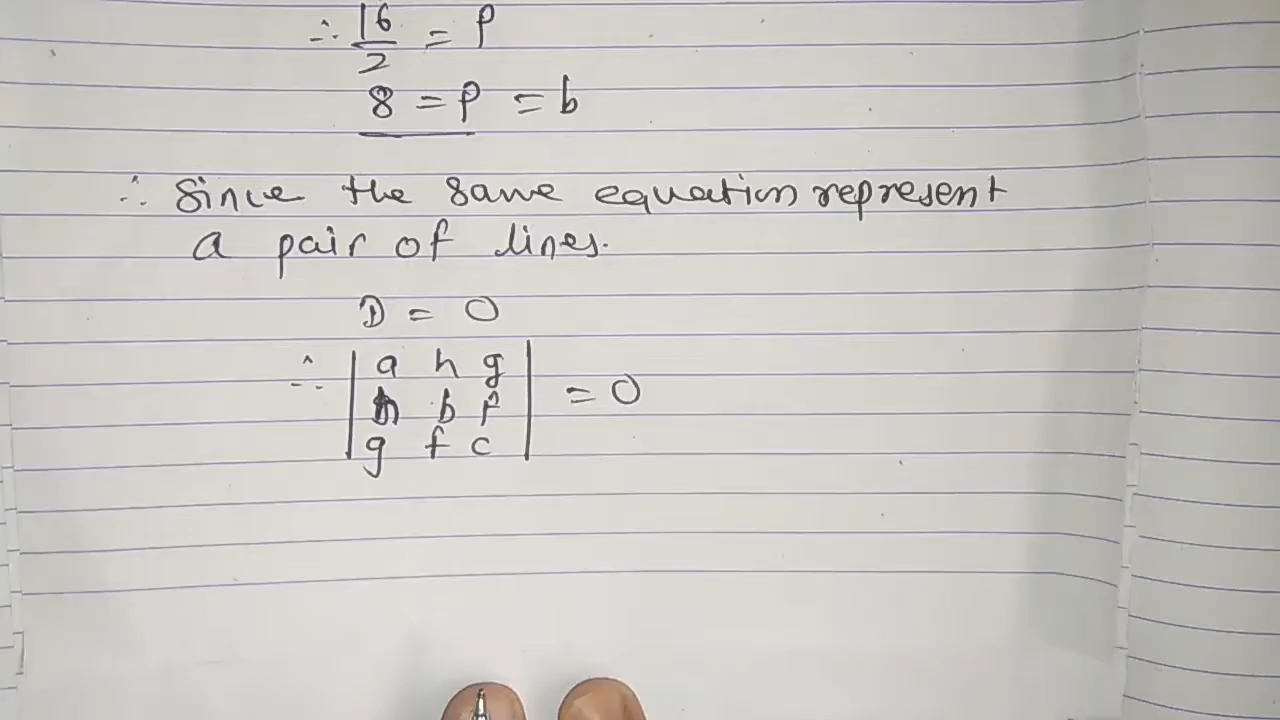 ∴ 16/2 = P
8 = P = b
∴ Since the same equation represent
a pair of lines.
D = 0
∴ | a h g |
| h b f | = 0
| g f c |